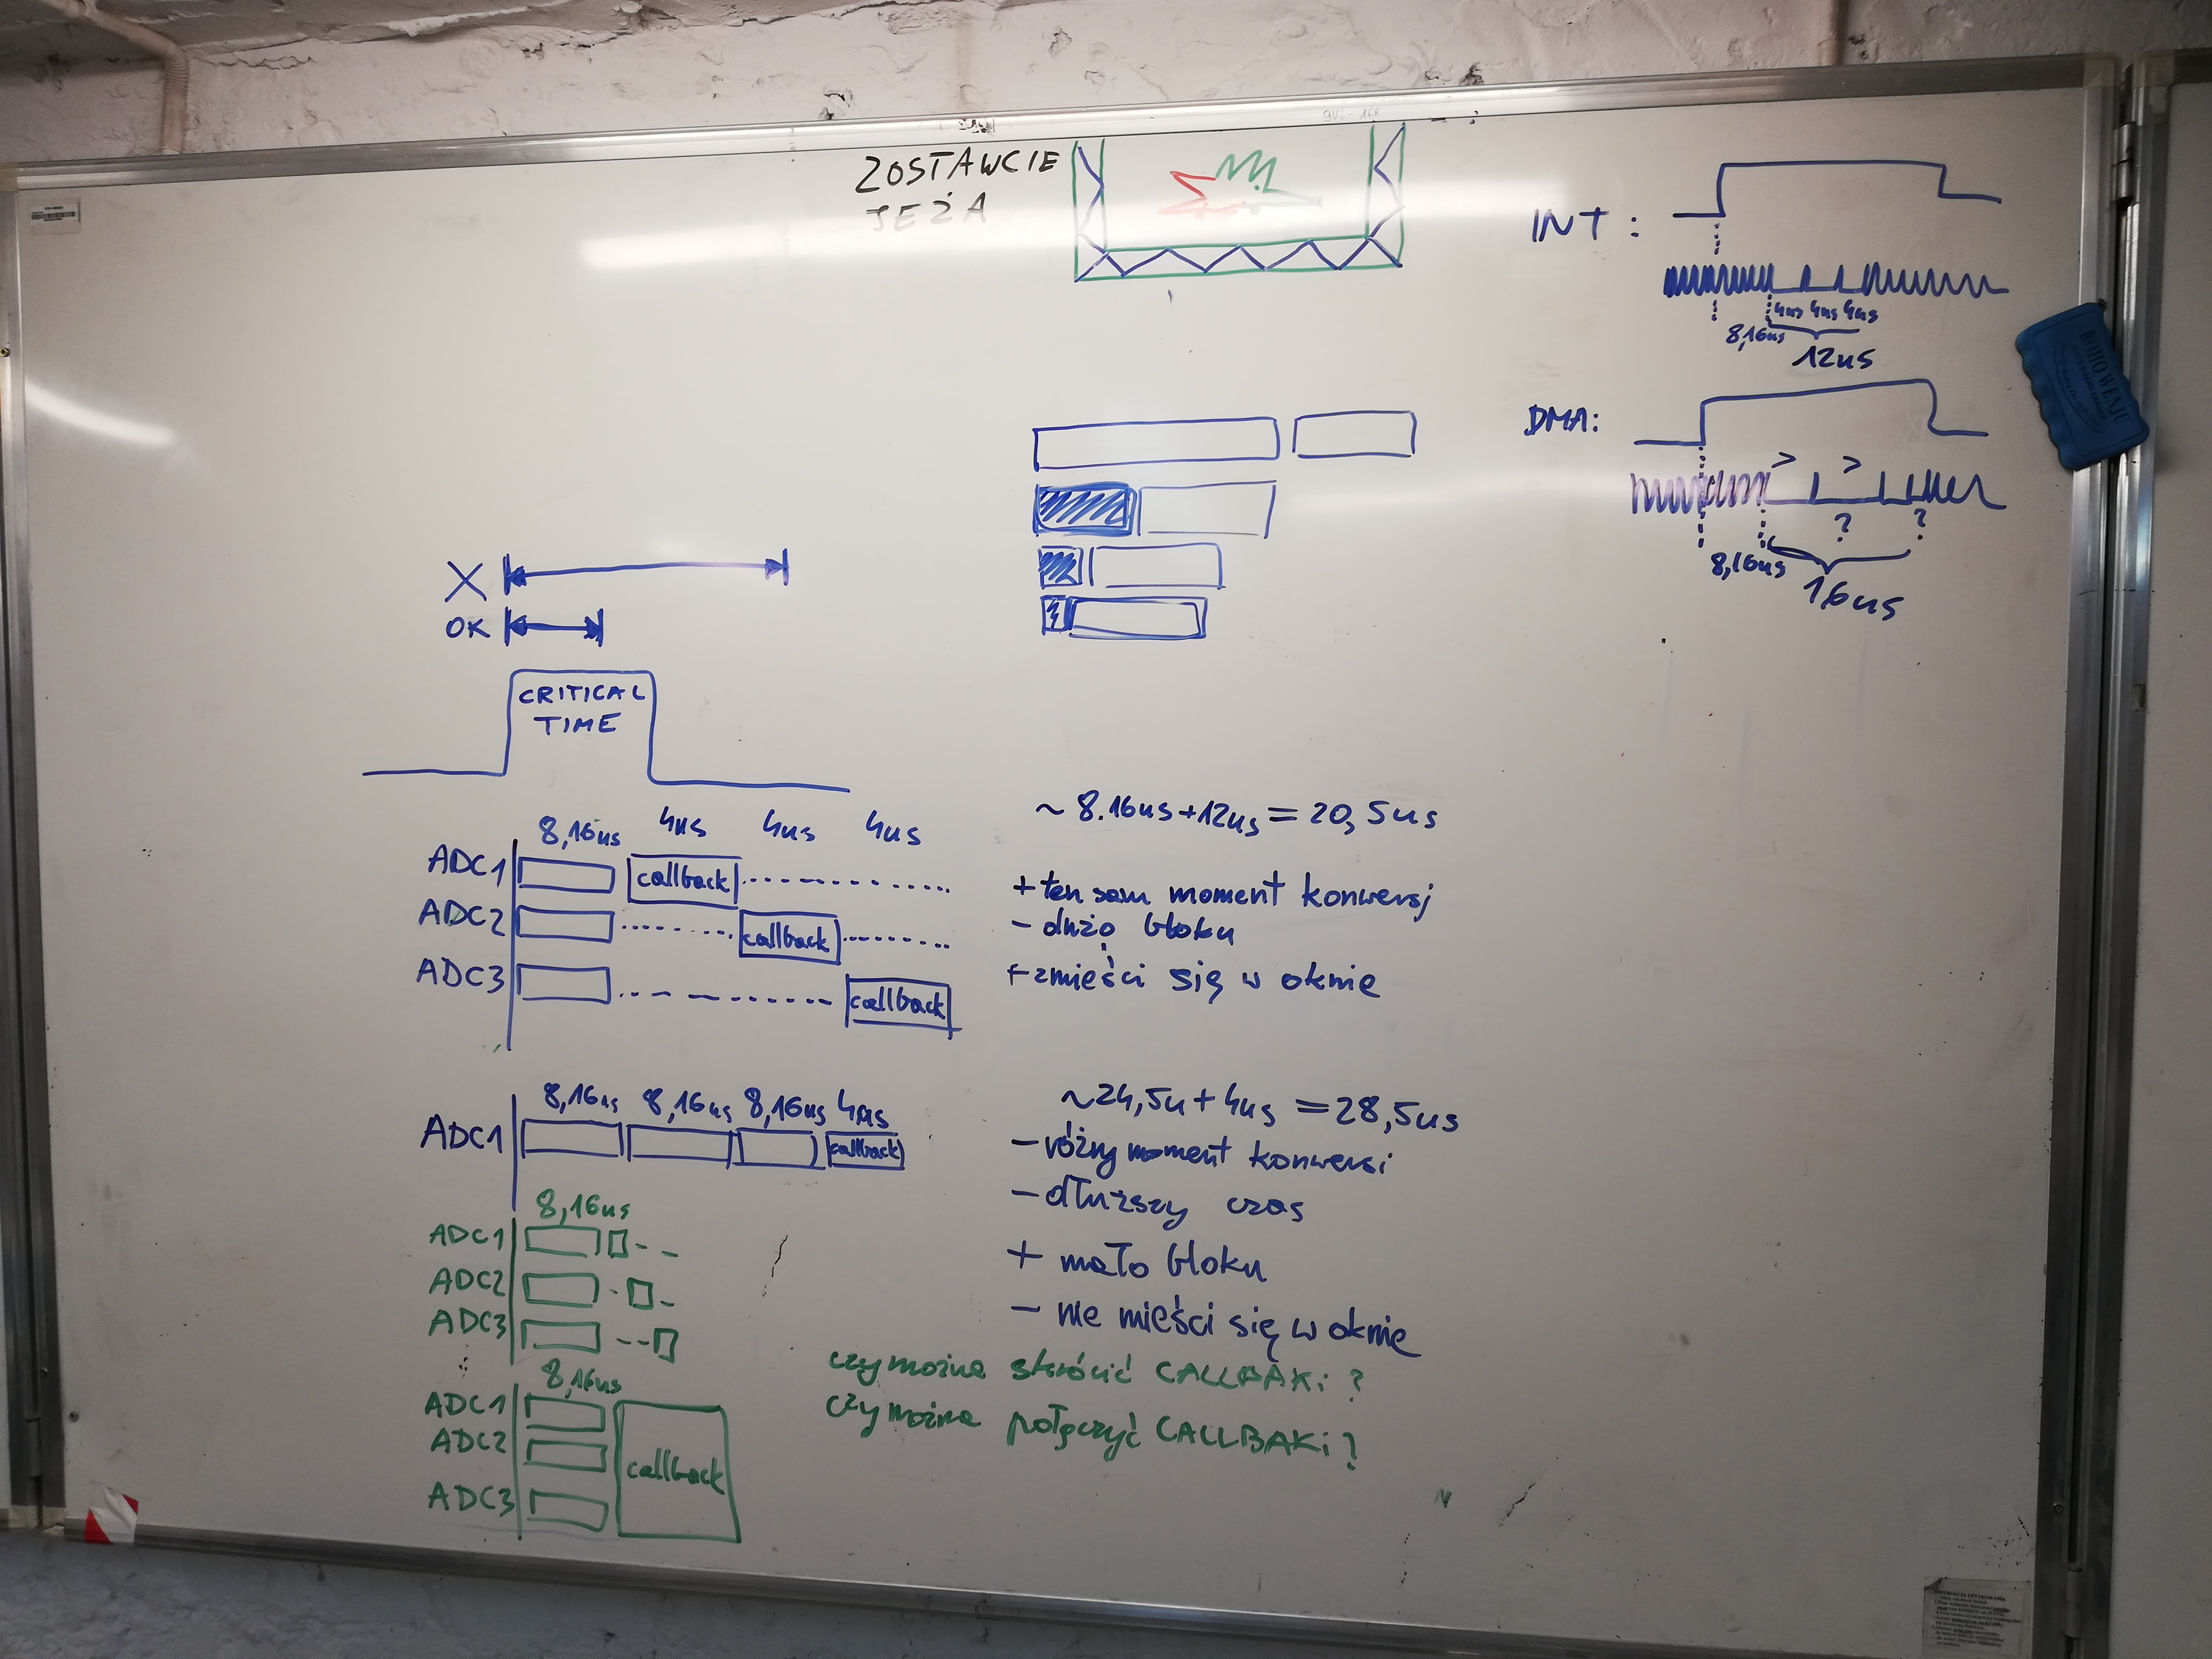 ZOSTAWCIE
JEŻA
INT :
4us 4us 4us
8,16us
12us
DMA:
> >
? ?
8,16us
16us
X
OK
CRITICAL
TIME
8,16us 4us 4us 4us
ADC1 callback
ADC2 callback
ADC3 callback
~ 8.16us+12us = 20,5us
+ ten sam moment konwersj
- dużo bloku
+ zmieści się w oknie
8,16us 8,16us 8,16us 4us
ADC1 callback
~24,5u + 4us = 28,5us
- różny moment konwersi
- dłuższy czas
+ mało bloku
- nie mieści się w oknie
8,16us
ADC1
ADC2
ADC3
czy można skrócić CALLBAKi ?
czy można połączyć CALLBAKi ?
8,16us
ADC1
ADC2
ADC3
callback
BOHOWENJU